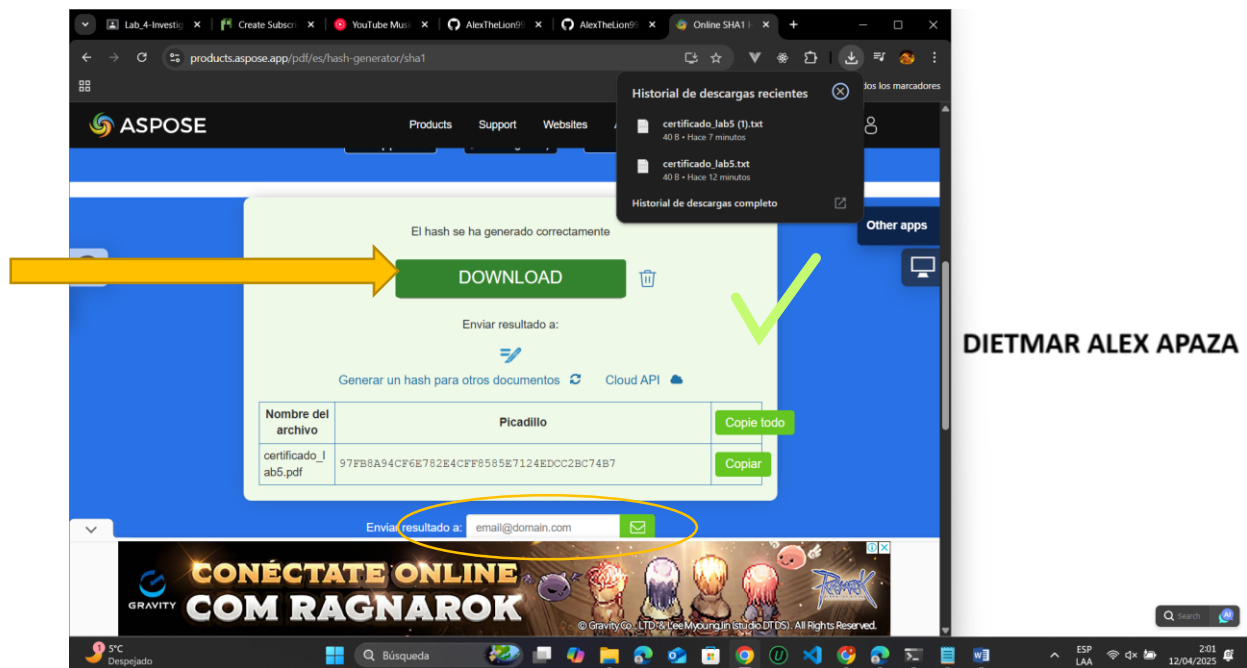 Lab_4-Investig
Create Subscri
YouTube Musi
AlexTheLion99
AlexTheLion99
Online SHA1 H
products.aspose.app/pdf/es/hash-generator/sha1
dos los marcadores
Historial de descargas recientes
certificado_lab5 (1).txt
40 B • Hace 7 minutos
certificado_lab5.txt
40 B • Hace 12 minutos
Historial de descargas completo
ASPOSE
Products Support Websites
Other apps
El hash se ha generado correctamente
DOWNLOAD
Enviar resultado a:
Generar un hash para otros documentos
Cloud API
Nombre del
archivo
Picadillo
Copie todo
certificado_l
ab5.pdf
97FB8A94CF6E782E4CFF8585E7124EDCC2BC74B7
Copiar
Enviar resultado a: email@domain.com
DIETMAR ALEX APAZA
GRAVITY
CONÉCTATE ONLINE
COM RAGNAROK
Ragnarok
© Gravity Co., LTD & Lee MyoungJin (studio DTDS). All Rights Reserved.
Search
1
5°C
Despejado
Búsqueda
ESP
LAA
2:01
12/04/2025